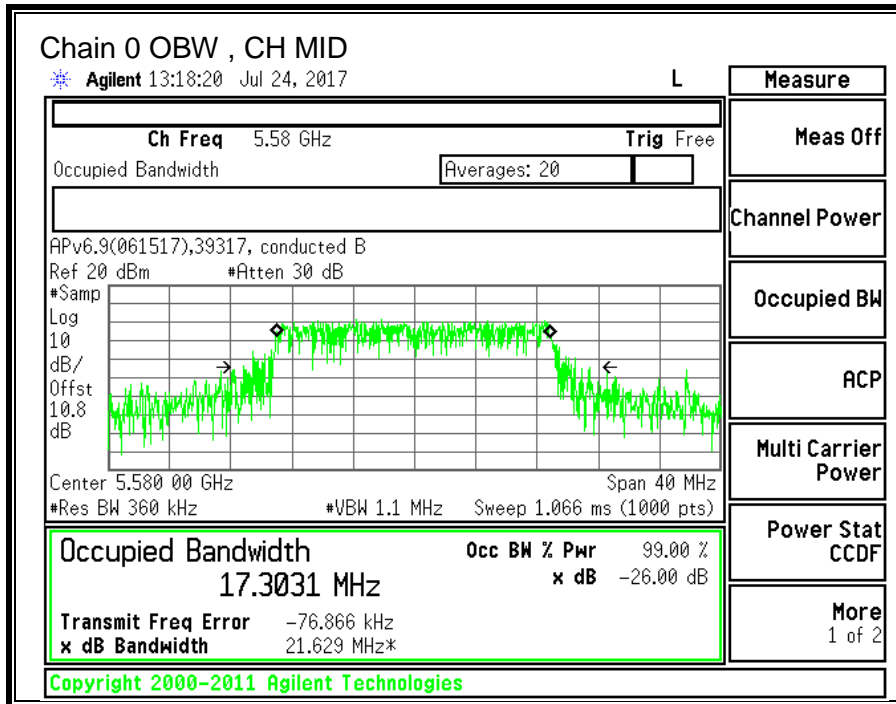 Chain 0 OBW , CH MID
Agilent 13:18:20 Jul 24, 2017 L
Measure
Ch Freq 5.58 GHz Trig Free
Meas Off
Occupied Bandwidth Averages: 20
Channel Power
APv6.9(061517),39317, conducted B
Ref 20 dBm #Atten 30 dB
#Samp
Log
10
dB/
Offst
10.8
dB
Occupied BW
ACP
Center 5.580 00 GHz Span 40 MHz
#Res BW 360 kHz #VBW 1.1 MHz Sweep 1.066 ms (1000 pts)
Multi Carrier
Power
Occupied Bandwidth Occ BW % Pwr 99.00 %
17.3031 MHz x dB -26.00 dB
Transmit Freq Error -76.866 kHz
x dB Bandwidth 21.629 MHz*
Power Stat
CCDF
More
1 of 2
Copyright 2000-2011 Agilent Technologies